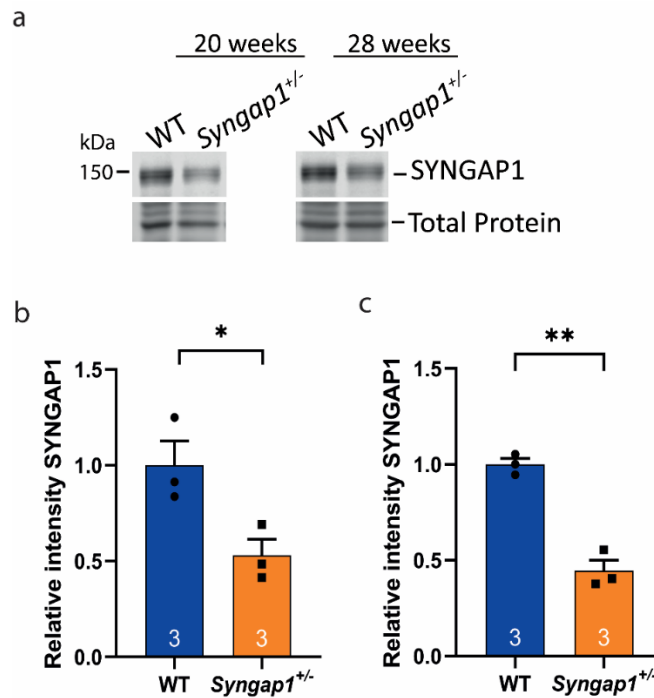 a
20 weeks 28 weeks
WT Syngap1+/- WT Syngap1+/-
kDa
150 SYNGAP1
Total Protein
b
*
Relative intensity SYNGAP1
1.5
1.0
0.5
0.0
3 3
WT Syngap1+/-
c
**
Relative intensity SYNGAP1
1.5
1.0
0.5
0.0
3 3
WT Syngap1+/-